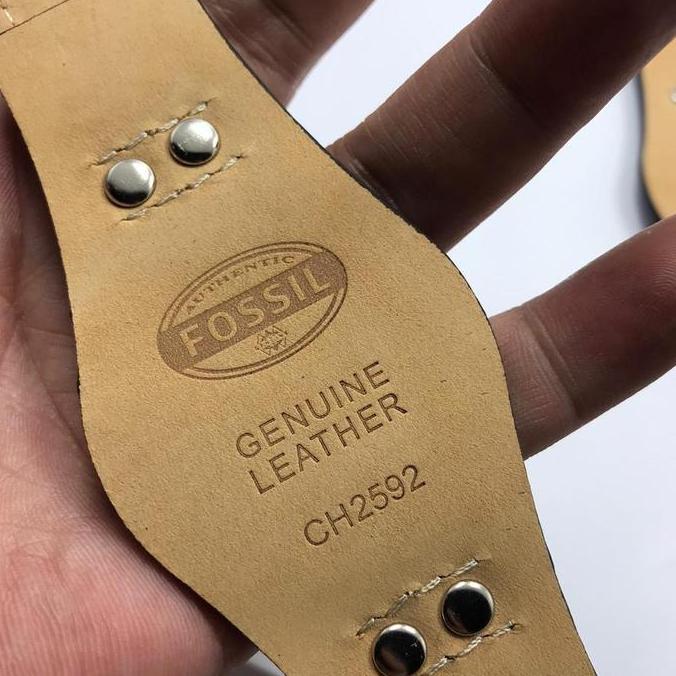 AUTHENTIC
FOSSIL
GENUINE
LEATHER
CH2592